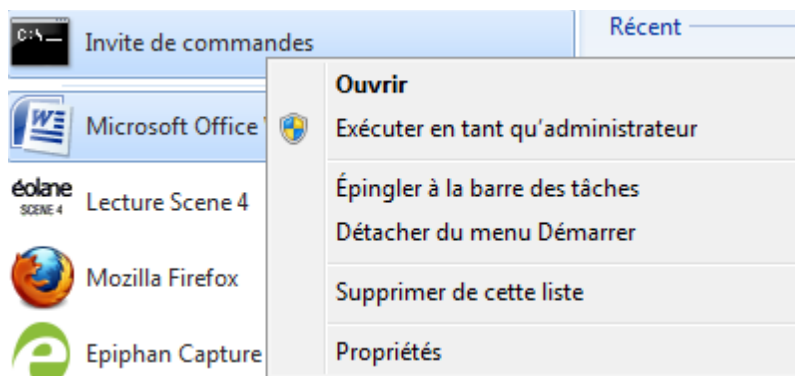 C:\
Invite de commandes
Récent
Ouvrir
Microsoft Office
Exécuter en tant qu'administrateur
éolane
SCENE 4
Lecture Scene 4
Épingler à la barre des tâches
Détacher du menu Démarrer
Mozilla Firefox
Supprimer de cette liste
Epiphan Capture
Propriétés